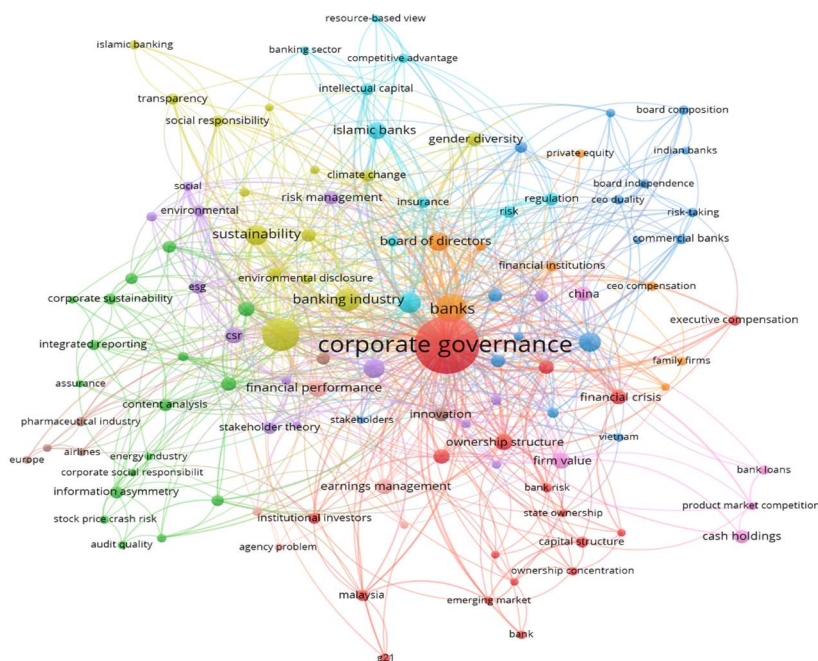 resource-based view
islamic banking
banking sector
competitive advantage
intellectual capital
transparency
board composition
social responsibility
islamic banks
gender diversity
indian banks
private equity
climate change
social
risk management
board independence
insurance
regulation
ceo duality
environmental
risk
risk-taking
sustainability
board of directors
commercial banks
financial institutions
environmental disclosure
esg
ceo compensation
china
corporate sustainability
banking industry
banks
executive compensation
csr
corporate governance
integrated reporting
family firms
assurance
financial performance
financial crisis
content analysis
innovation
pharmaceutical industry
stakeholders
stakeholder theory
vietnam
ownership structure
airlines
energy industry
europe
firm value
bank loans
corporate social responsibilit
earnings management
bank risk
information asymmetry
product market competition
state ownership
stock price crash risk
institutional investors
cash holdings
capital structure
audit quality
agency problem
ownership concentration
malaysia
emerging market
bank
g21